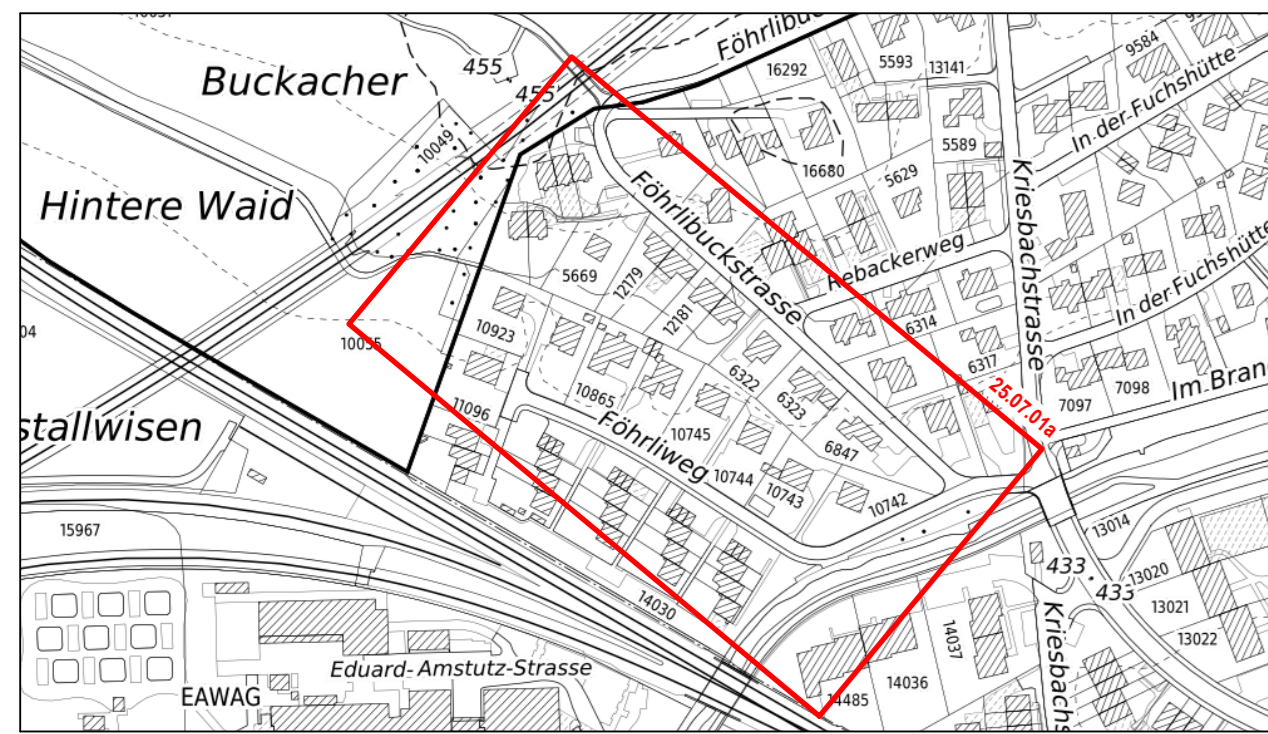 Föhrlibu
455
Buckacher
455
16292
5593
13141
9584
In der Fuchshütte
10049
16680
5589
5629
Hintere Waid
Föhrlibuckstrasse
Kriesbachstrasse
Rebackerweg
In der Fuchshütte
5669
12179
12181
04
10923
6314
10055
6322
6317
25.07.01a
7097
7098
Im Bran
11096
10865
6323
stallwisen
Föhrliweg
10745
6847
10744
10743
10742
15967
13014
433
433
13020
13021
13022
14030
14037
Kriesbachs
Eduard-Amstutz-Strasse
14036
14485
EAWAG